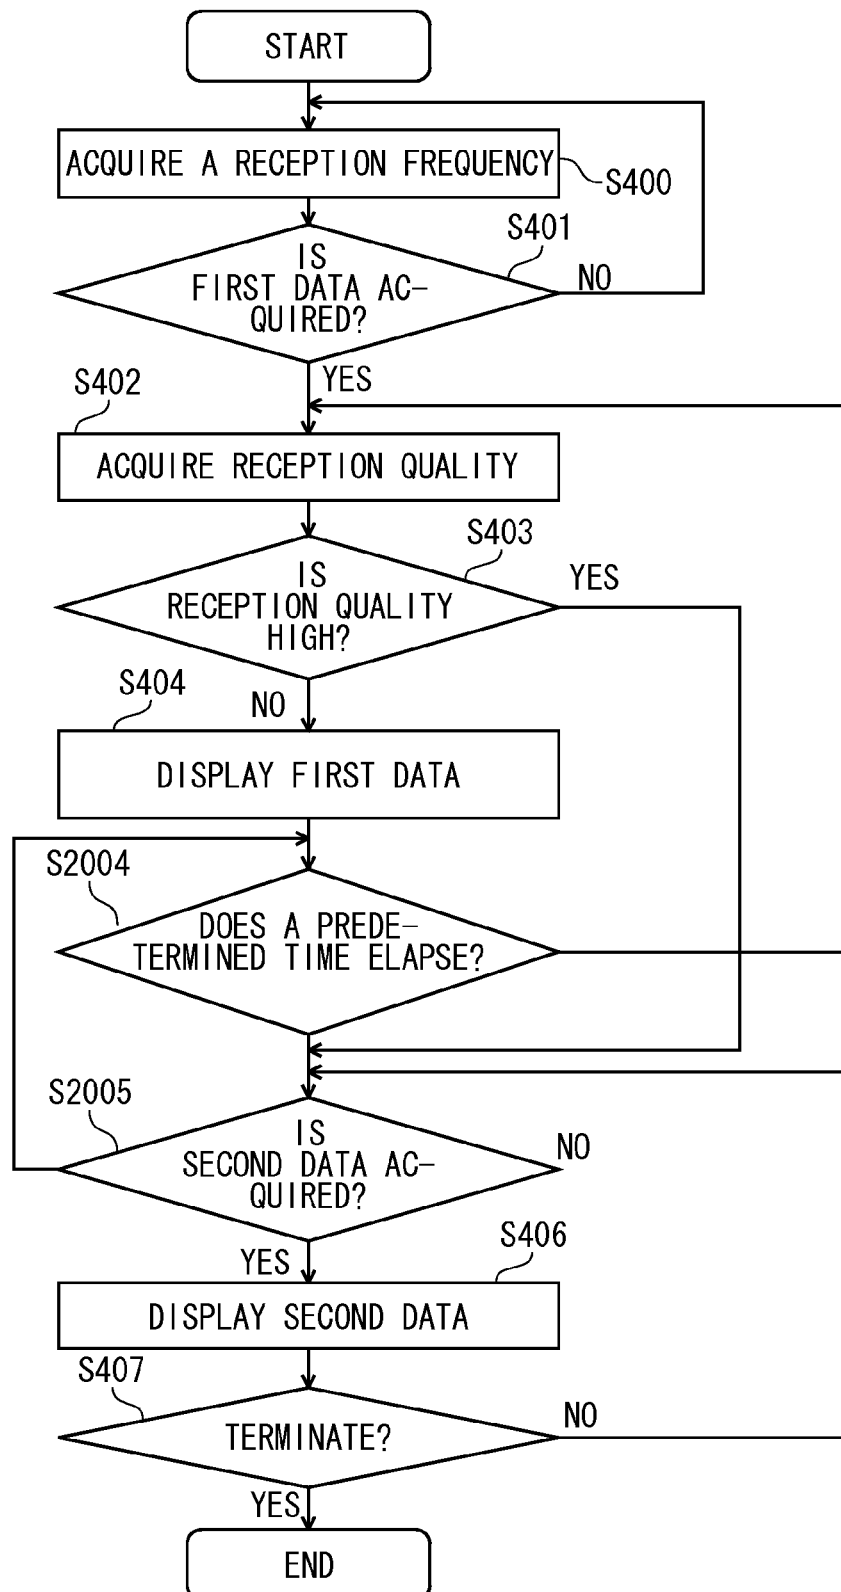 START
ACQUIRE A RECEPTION FREQUENCY
S400
S401
IS
FIRST DATA AC-
QUIRED?
NO
YES
S402
ACQUIRE RECEPTION QUALITY
S403
IS
RECEPTION QUALITY
HIGH?
YES
S404
NO
DISPLAY FIRST DATA
S2004
DOES A PREDE-
TERMINED TIME ELAPSE?
S2005
IS
SECOND DATA AC-
QUIRED?
NO
YES
S406
DISPLAY SECOND DATA
S407
TERMINATE?
NO
YES
END